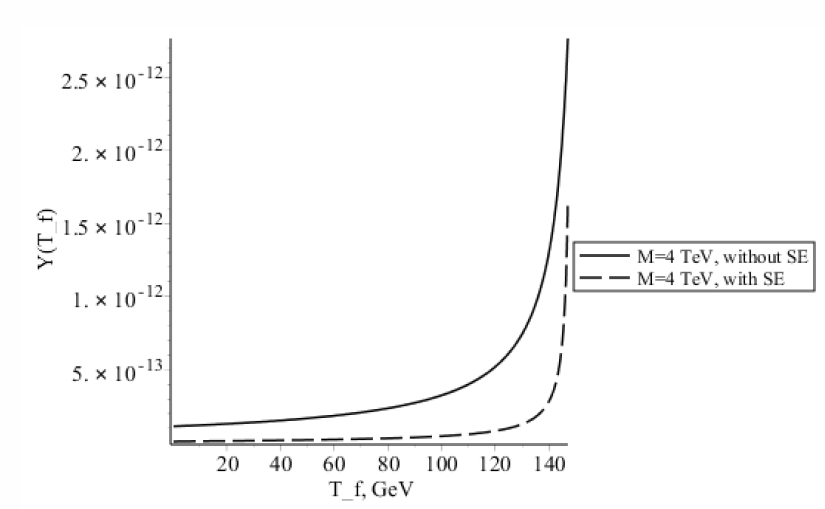 2.5 × 10^-12
2. × 10^-12
1.5 × 10^-12
1. × 10^-12
5. × 10^-13
Y(T_f)
M=4 TeV, without SE
M=4 TeV, with SE
20 40 60 80 100 120 140
T_f, GeV